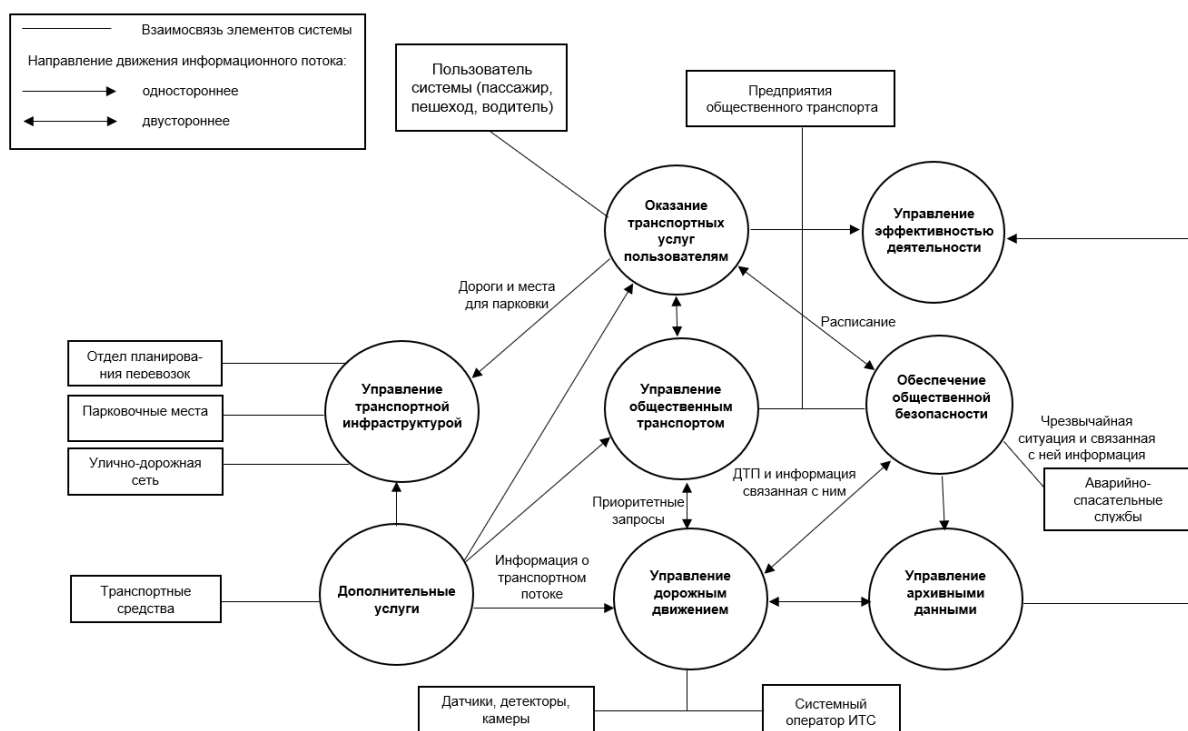 Взаимосвязь элементов системы
Направление движения информационного потока:
одностороннее
двустороннее
Пользователь
системы (пассажир,
пешеход, водитель)
Предприятия
общественного транспорта
Оказание
транспортных
услуг
пользователям
Управление
эффективностью
деятельности
Дороги и места
для парковки
Расписание
Отдел планирова-
ния перевозок
Парковочные места
Улично-дорожная
сеть
Управление
транспортной
инфраструктурой
Управление
общественным
транспортом
Обеспечение
общественной
безопасности
Чрезвычайная
ситуация и связанная
с ней информация
Аварийно-
спасательные
службы
ДТП и информация
связанная с ним
Приоритетные
запросы
Информация о
транспортном
потоке
Транспортные
средства
Дополнительные
услуги
Управление
дорожным
движением
Управление
архивными
данными
Датчики, детекторы,
камеры
Системный
оператор ИТС